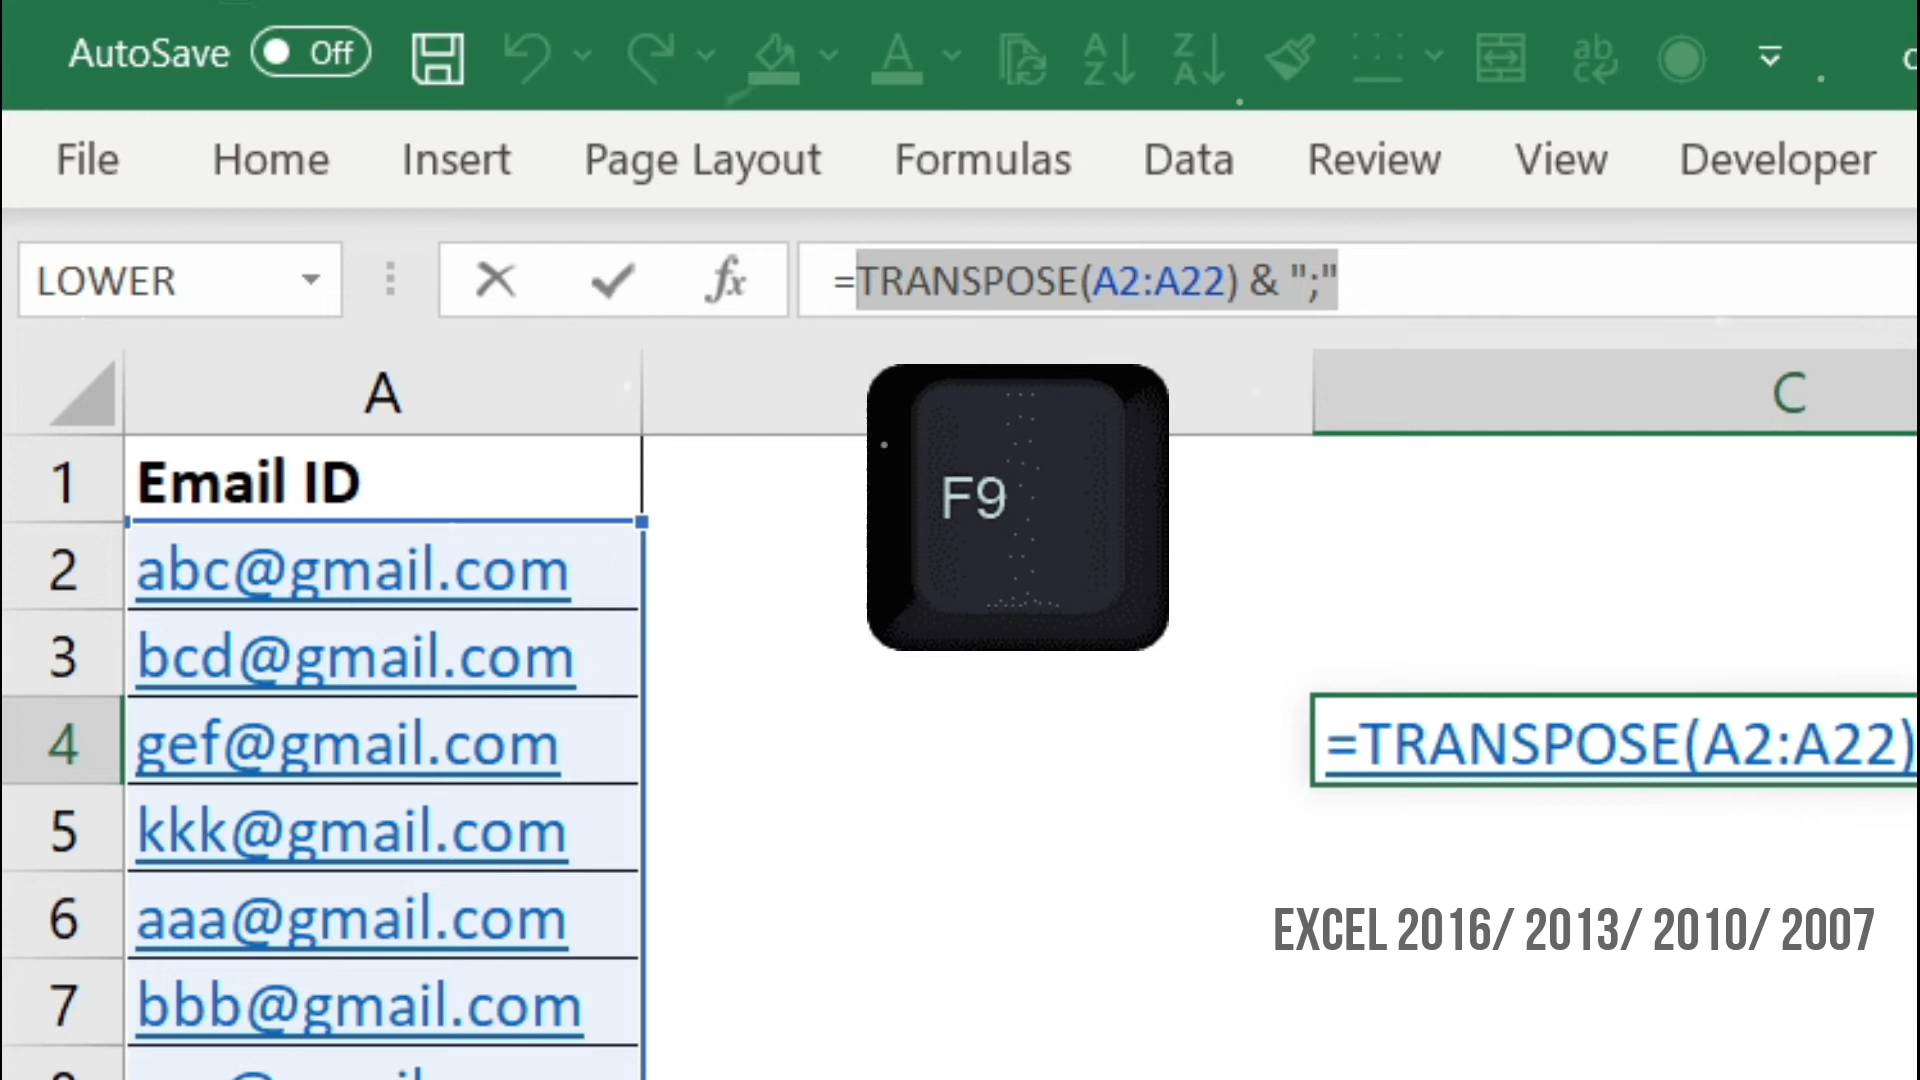 AutoSave Off
File Home Insert Page Layout Formulas Data Review View Developer
LOWER fx =TRANSPOSE(A2:A22) & ";"
A C
1 Email ID
F9
2 abc@gmail.com
3 bcd@gmail.com
4 gef@gmail.com =TRANSPOSE(A2:A22)
5 kkk@gmail.com
6 aaa@gmail.com
EXCEL 2016/ 2013/ 2010/ 2007
7 bbb@gmail.com